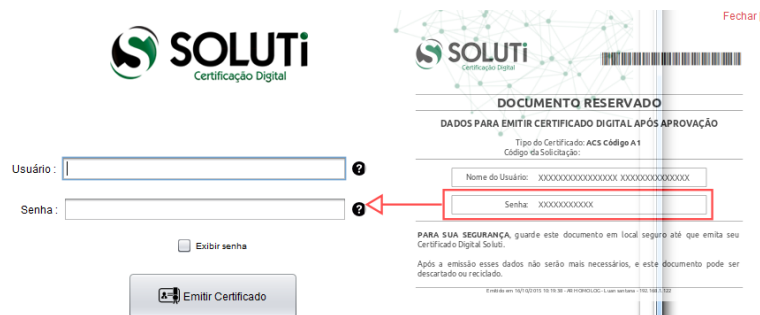 Fechar
SOLUTi
Certificação Digital
Usuário :
Senha :
Exibir senha
Emitir Certificado
SOLUTi
Certificação Digital
DOCUMENTO RESERVADO
DADOS PARA EMITIR CERTIFICADO DIGITAL APÓS APROVAÇÃO
Tipo do Certificado: ACS Código A1
Código da Solicitação:
Nome do Usuário: XXXXXXXXXXXXXXXX XXXXXXXXXXXXXX
Senha: XXXXXXXXXXX
PARA SUA SEGURANÇA, guarde este documento em local seguro até que emita seu
Certificado Digital Soluti.
Após a emissão esses dados não serão mais necessários, e este documento pode ser
descartado ou reciclado.